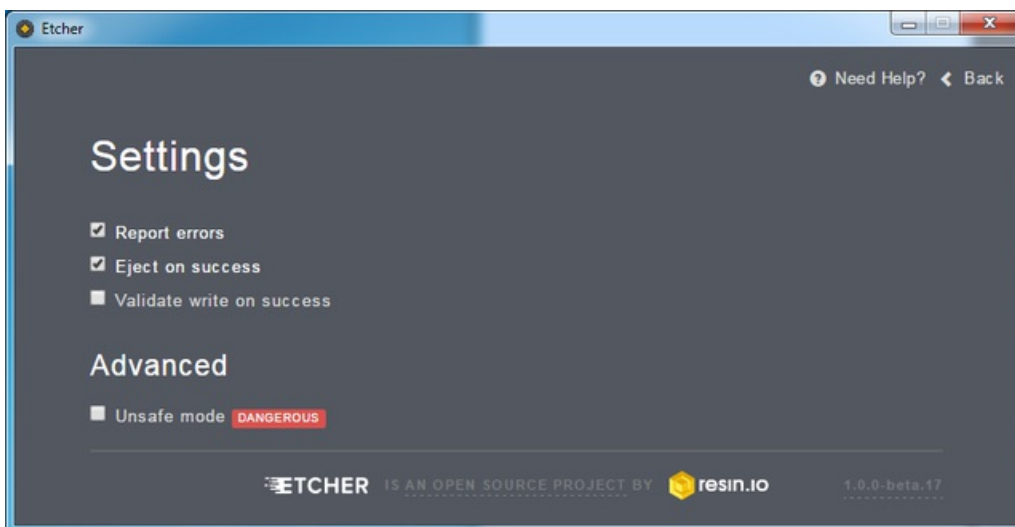 Etcher
Need Help? Back
Settings
Report errors
Eject on success
Validate write on success
Advanced
Unsafe mode DANGEROUS
ETCHER IS AN OPEN SOURCE PROJECT BY resin.io 1.0.0-beta.17